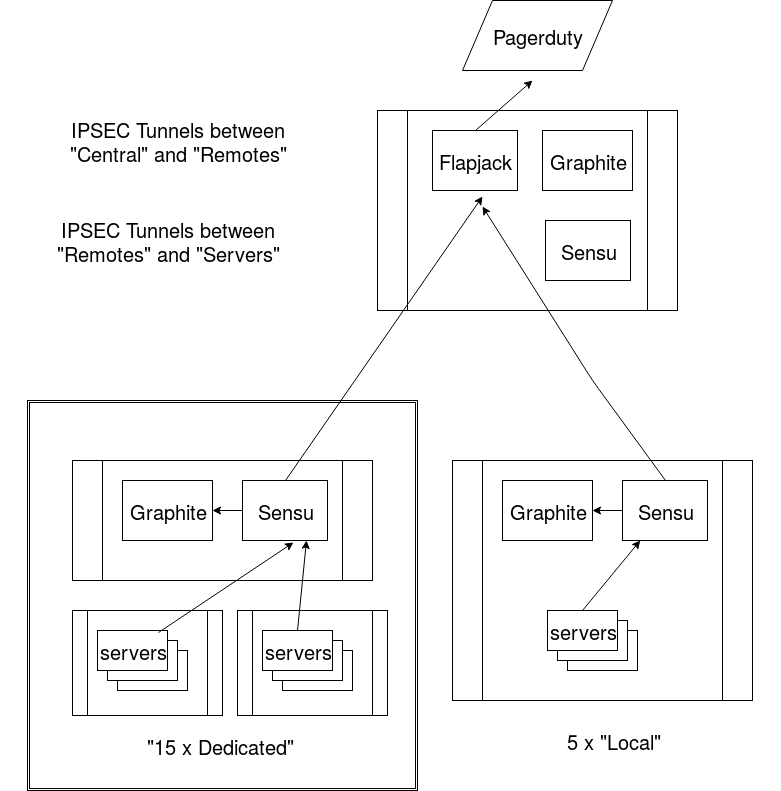 Pagerduty
IPSEC Tunnels between
"Central" and "Remotes"
Flapjack
Graphite
IPSEC Tunnels between
"Remotes" and "Servers"
Sensu
Graphite
Sensu
Graphite
Sensu
servers
servers
servers
"15 x Dedicated"
5 x "Local"